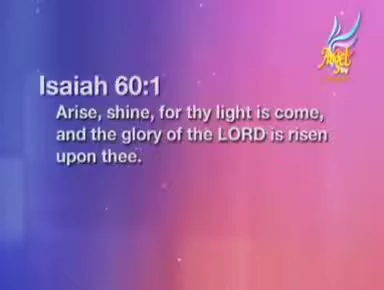 Angel
TV
Isaiah 60:1
Arise, shine, for thy light is come,
and the glory of the LORD is risen
upon thee.